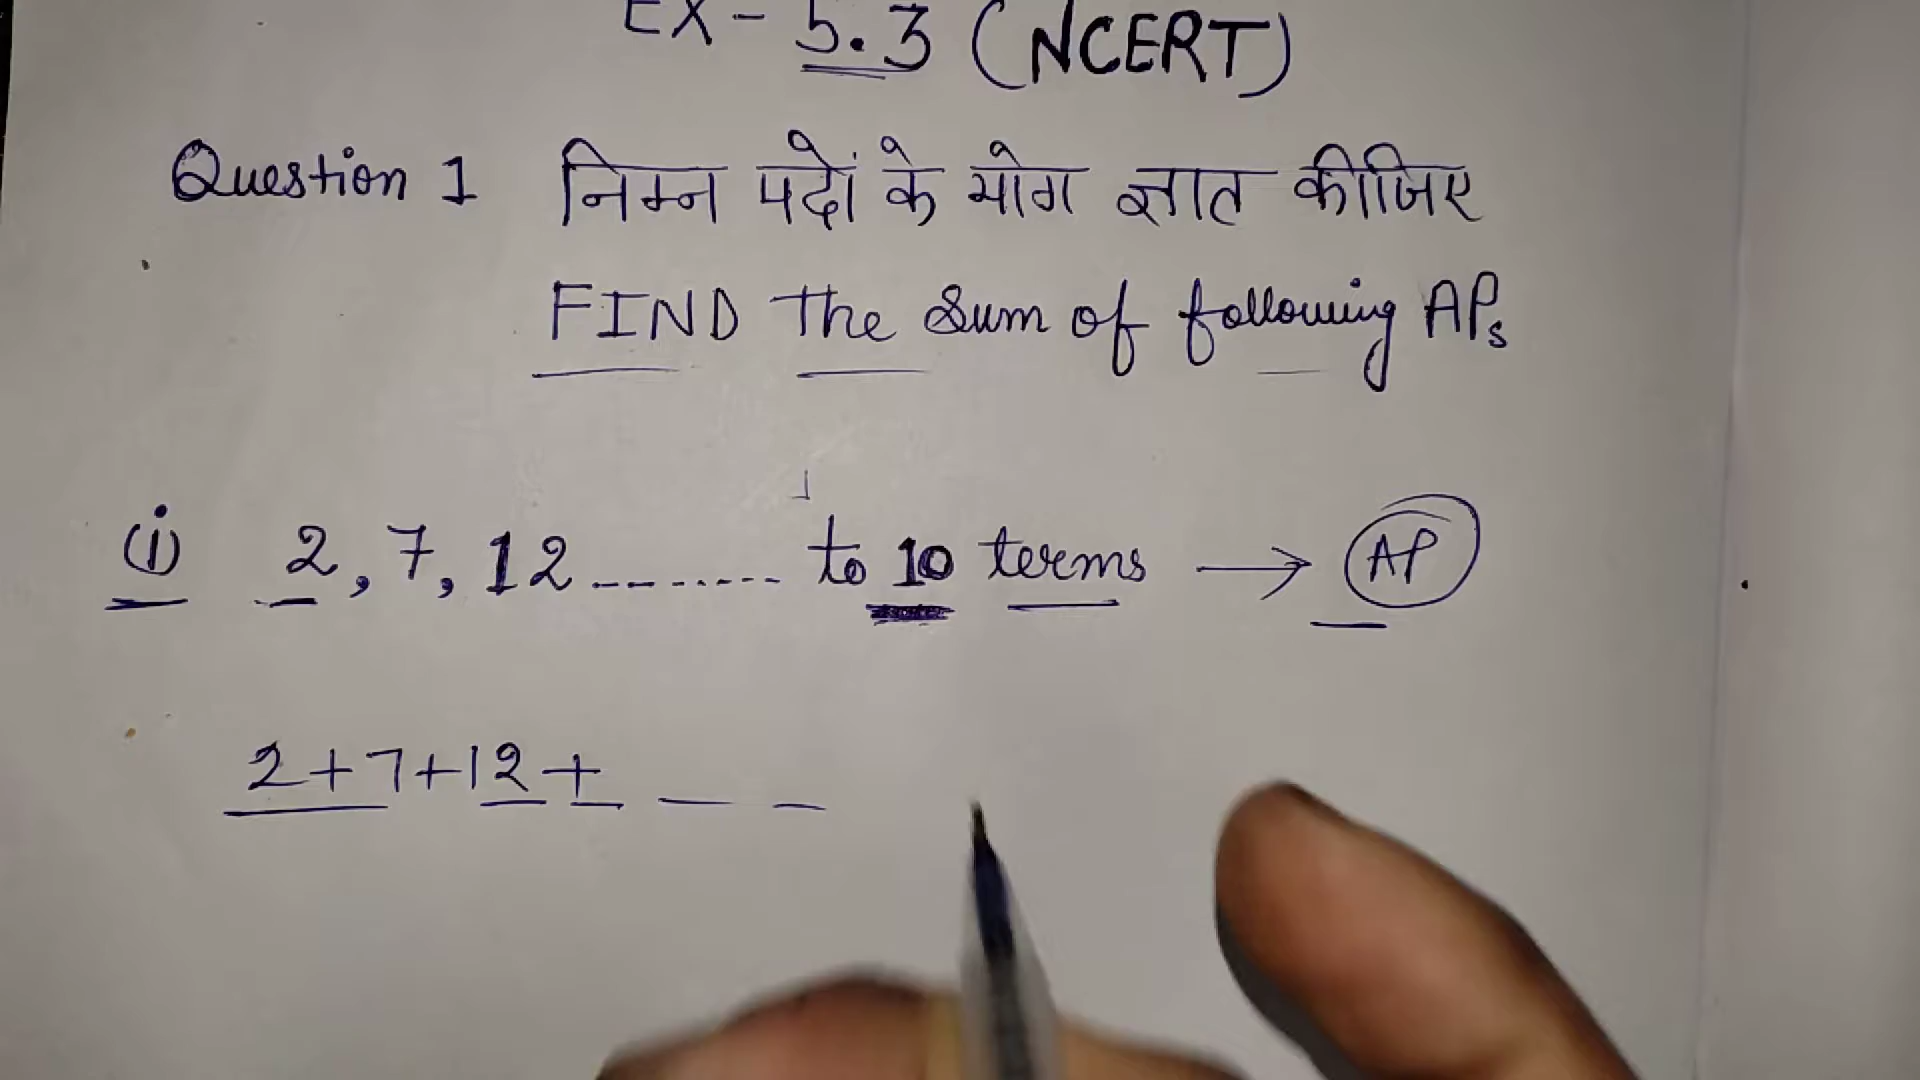 EX - 5.3 (NCERT)
Question 1 निम्न पदों के योग ज्ञात कीजिए
FIND The Sum of following APs
(i) 2, 7, 12 -------- to 10 terms → AP
2+7+12+ _ _